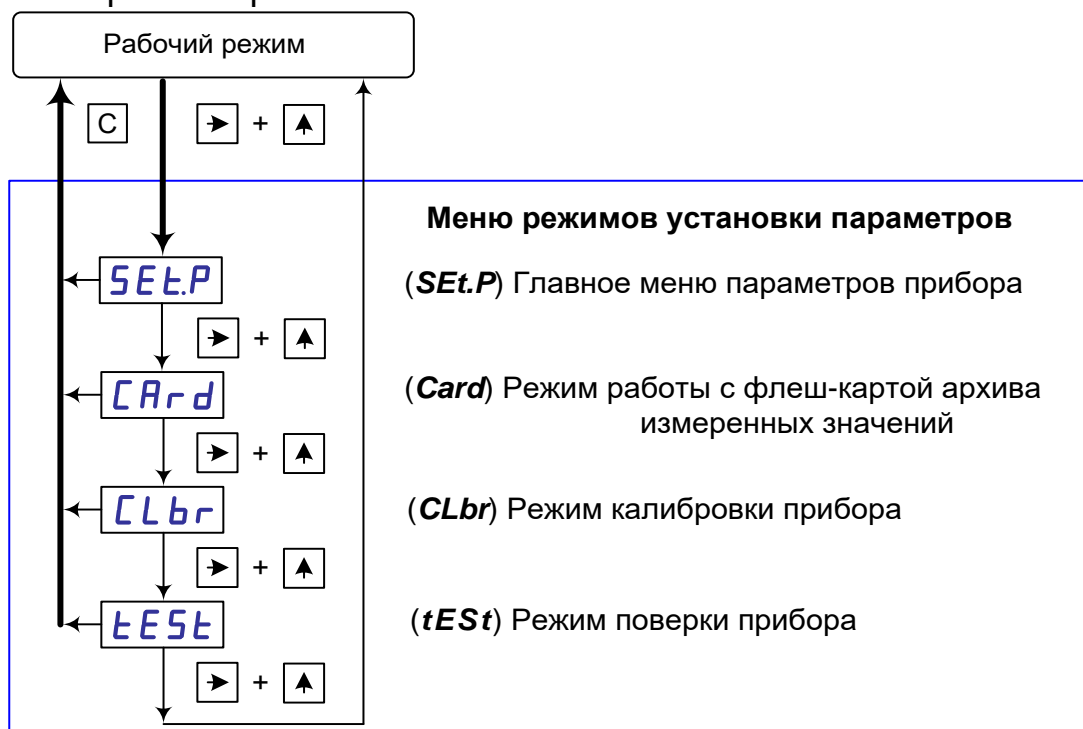 Рабочий режим
C
+
Меню режимов установки параметров
SEt.P
(SEt.P) Главное меню параметров прибора
+
CArd
(Card) Режим работы с флеш-картой архива
измеренных значений
+
CLbr
(CLbr) Режим калибровки прибора
+
tESt
(tESt) Режим поверки прибора
+